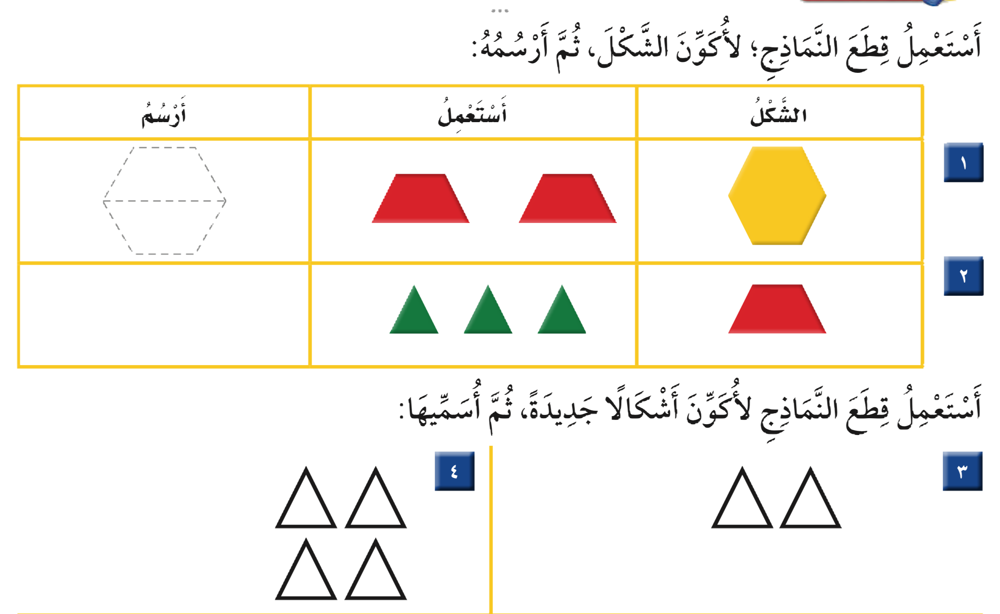 أَسْتَعْمِلُ قِطَعَ النَّمَاذِجِ؛ لأُكَوِّنَ الشَّكْلَ، ثُمَّ أَرْسُمُهُ:
الشَّكْلُ أَسْتَعْمِلُ أَرْسُمُ
١
٢
أَسْتَعْمِلُ قِطَعَ النَّمَاذِجِ لأُكَوِّنَ أَشْكَالًا جَدِيدَةً، ثُمَّ أُسَمِّيهَا:
٣ ٤